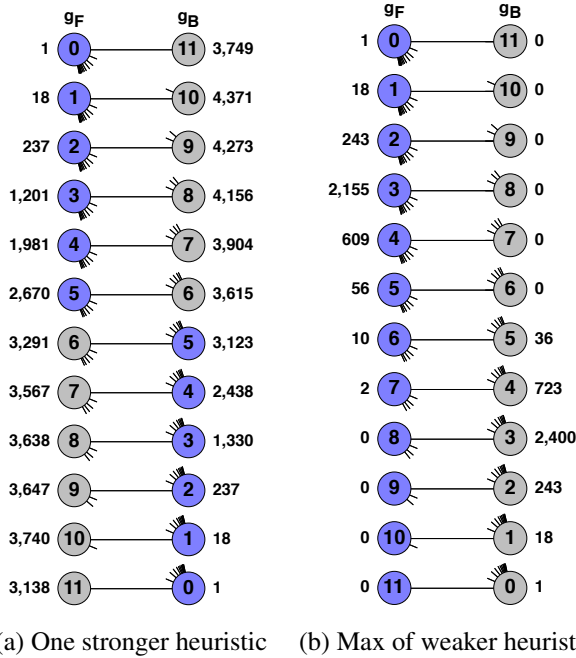 gF gB
1 0 11 3,749
18 1 10 4,371
237 2 9 4,273
1,201 3 8 4,156
1,981 4 7 3,904
2,670 5 6 3,615
3,291 6 5 3,123
3,567 7 4 2,438
3,638 8 3 1,330
3,647 9 2 237
3,740 10 1 18
3,138 11 0 1
(a) One stronger heuristic
gF gB
1 0 11 0
18 1 10 0
243 2 9 0
2,155 3 8 0
609 4 7 0
56 5 6 0
10 6 5 36
2 7 4 723
0 8 3 2,400
0 9 2 243
0 10 1 18
0 11 0 1
(b) Max of weaker heurist